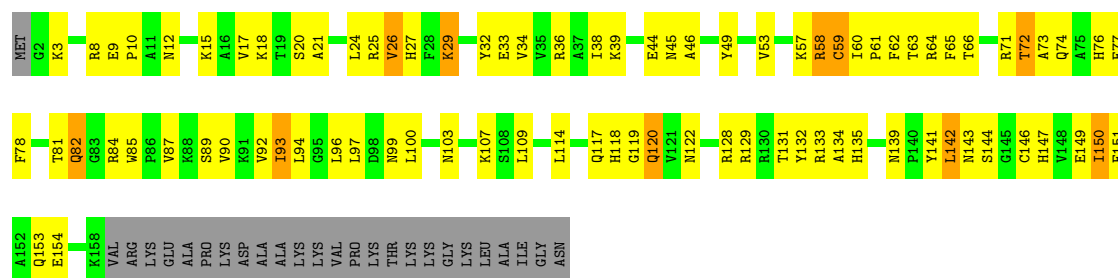 MET G2 K3 R8 E9 P10 A11 N12 K15 A16 V17 K18 T19 S20 A21 L24 R25 V26 H27 F28 K29 Y32 E33 V34 V35 R36 A37 I38 K39 E44 N45 A46 Y49 V53 K57 R58 C59 I60 P61 F62 T63 R64 F65 T66 R71 T72 A73 Q74 A75 H76
F78 T81 Q82 G83 R84 W85 P86 V87 K88 S89 V90 K91 V92 I93 L94 G95 L96 L97 D98 N99 L100 N103 K107 S108 L109 L114 Q117 H118 G119 Q120 V121 N122 R128 R129 R130 T131 Y132 R133 A134 H135 N139 P140 Y141 L142 N143 S144 G145 C146 H147 V148 E149 I150
A152 Q153 E154 K158 VAL ARG LYS GLU ALA PRO LYS ASP ALA ALA LYS LYS VAL PRO LYS THR LYS LYS GLY LYS LEU ALA ILE GLY ASN